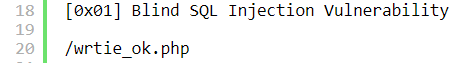 18 [0x01] Blind SQL Injection Vulnerability
19
20 /wrtie_ok.php